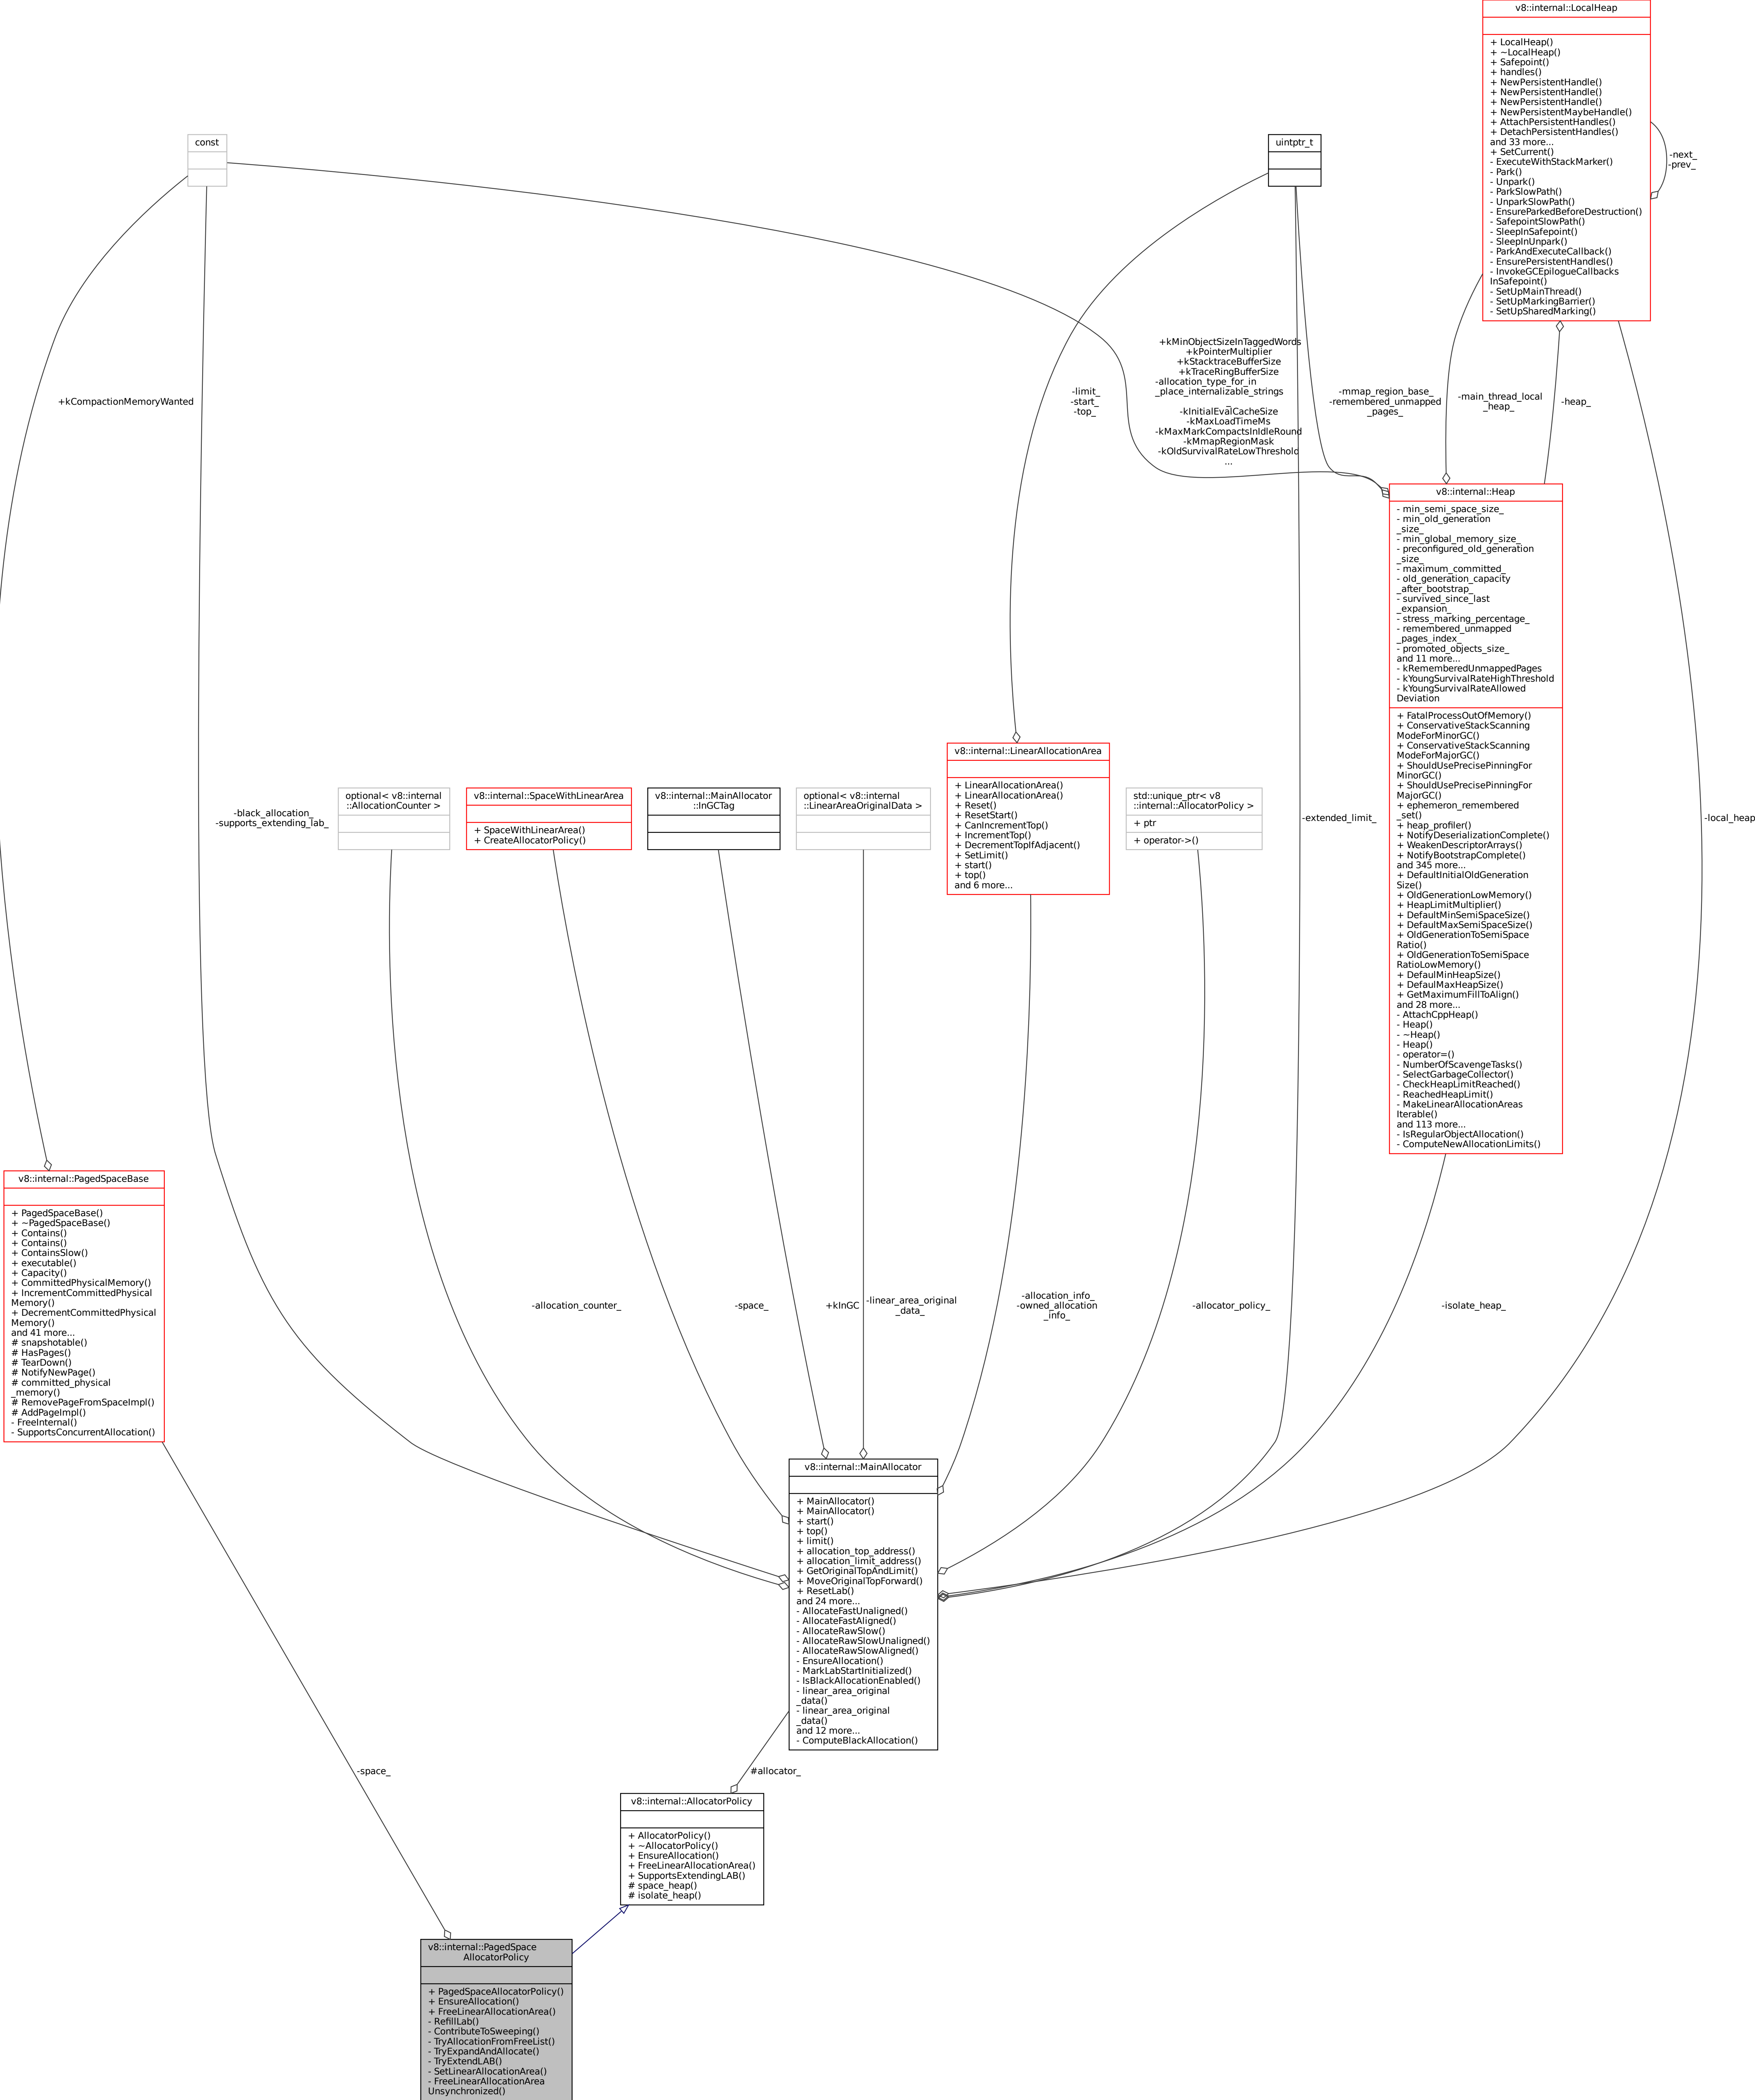 v8::internal::LocalHeap
+ LocalHeap()
+ ~LocalHeap()
+ Safepoint()
+ handles()
+ NewPersistentHandle()
+ NewPersistentHandle()
+ NewPersistentHandle()
+ NewPersistentMaybeHandle()
+ AttachPersistentHandles()
+ DetachPersistentHandles()
and 33 more...
+ SetCurrent()
- ExecuteWithStackMarker()
- Park()
- Unpark()
- ParkSlowPath()
- UnparkSlowPath()
- EnsureParkedBeforeDestruction()
- SafepointSlowPath()
- SleepInSafepoint()
- SleepInUnpark()
- ParkAndExecuteCallback()
- EnsurePersistentHandles()
- InvokeGCEpilogueCallbacks
InSafepoint()
- SetUpMainThread()
- SetUpMarkingBarrier()
- SetUpSharedMarking()
-next_
-prev_
const
uintptr_t
+kCompactionMemoryWanted
-limit_
-start_
-top_
+kMinObjectSizeInTaggedWords
+kPointerMultiplier
+kStacktraceBufferSize
+kTraceRingBufferSize
-allocation_type_for_in
_place_internalizable_strings
_
-kInitialEvalCacheSize
-kMaxLoadTimeMs
-kMaxMarkCompactsInIdleRound
-kMmapRegionMask
-kOldSurvivalRateLowThreshold
...
-mmap_region_base_
-remembered_unmapped
_pages_
-main_thread_local
_heap_
-heap_
v8::internal::Heap
- min_semi_space_size_
- min_old_generation
_size_
- min_global_memory_size_
- preconfigured_old_generation
_size_
- maximum_committed_
- old_generation_capacity
_after_bootstrap_
- survived_since_last
_expansion_
- stress_marking_percentage_
- remembered_unmapped
_pages_index_
- promoted_objects_size_
and 11 more...
- kRememberedUnmappedPages
- kYoungSurvivalRateHighThreshold
- kYoungSurvivalRateAllowed
Deviation
+ FatalProcessOutOfMemory()
+ ConservativeStackScanning
ModeForMinorGC()
+ ConservativeStackScanning
ModeForMajorGC()
+ ShouldUsePrecisePinningFor
MinorGC()
+ ShouldUsePrecisePinningFor
MajorGC()
+ ephemeron_remembered
_set()
+ heap_profiler()
+ NotifyDeserializationComplete()
+ WeakenDescriptorArrays()
+ NotifyBootstrapComplete()
and 345 more...
+ DefaultInitialOldGeneration
Size()
+ OldGenerationLowMemory()
+ HeapLimitMultiplier()
+ DefaultMinSemiSpaceSize()
+ DefaultMaxSemiSpaceSize()
+ OldGenerationToSemiSpace
Ratio()
+ OldGenerationToSemiSpace
RatioLowMemory()
+ DefaulMinHeapSize()
+ DefaulMaxHeapSize()
+ GetMaximumFillToAlign()
and 28 more...
- AttachCppHeap()
- Heap()
- ~Heap()
- Heap()
- operator=()
- NumberOfScavengeTasks()
- SelectGarbageCollector()
- CheckHeapLimitReached()
- ReachedHeapLimit()
- MakeLinearAllocationAreas
Iterable()
and 113 more...
- IsRegularObjectAllocation()
- ComputeNewAllocationLimits()
-black_allocation_
-supports_extending_lab_
optional< v8::internal
::AllocationCounter >
v8::internal::SpaceWithLinearArea
+ SpaceWithLinearArea()
+ CreateAllocatorPolicy()
v8::internal::MainAllocator
::InGCTag
optional< v8::internal
::LinearAreaOriginalData >
v8::internal::LinearAllocationArea
+ LinearAllocationArea()
+ LinearAllocationArea()
+ Reset()
+ ResetStart()
+ CanIncrementTop()
+ IncrementTop()
+ DecrementTopIfAdjacent()
+ SetLimit()
+ start()
+ top()
and 6 more...
std::unique_ptr< v8
::internal::AllocatorPolicy >
+ ptr
+ operator->()
-extended_limit_
-local_heap
v8::internal::PagedSpaceBase
+ PagedSpaceBase()
+ ~PagedSpaceBase()
+ Contains()
+ Contains()
+ ContainsSlow()
+ executable()
+ Capacity()
+ CommittedPhysicalMemory()
+ IncrementCommittedPhysical
Memory()
+ DecrementCommittedPhysical
Memory()
and 41 more...
# snapshotable()
# HasPages()
# TearDown()
# NotifyNewPage()
# committed_physical
_memory()
# RemovePageFromSpaceImpl()
# AddPageImpl()
- FreeInternal()
- SupportsConcurrentAllocation()
-allocation_counter_
-space_
+kInGC
-linear_area_original
_data_
-allocation_info_
-owned_allocation
_info_
-allocator_policy_
-isolate_heap_
v8::internal::MainAllocator
+ MainAllocator()
+ MainAllocator()
+ start()
+ top()
+ limit()
+ allocation_top_address()
+ allocation_limit_address()
+ GetOriginalTopAndLimit()
+ MoveOriginalTopForward()
+ ResetLab()
and 24 more...
- AllocateFastUnaligned()
- AllocateFastAligned()
- AllocateRawSlow()
- AllocateRawSlowUnaligned()
- AllocateRawSlowAligned()
- EnsureAllocation()
- MarkLabStartInitialized()
- IsBlackAllocationEnabled()
- linear_area_original
_data()
- linear_area_original
_data()
and 12 more...
- ComputeBlackAllocation()
-space_
#allocator_
v8::internal::AllocatorPolicy
+ AllocatorPolicy()
+ ~AllocatorPolicy()
+ EnsureAllocation()
+ FreeLinearAllocationArea()
+ SupportsExtendingLAB()
# space_heap()
# isolate_heap()
v8::internal::PagedSpace
AllocatorPolicy
+ PagedSpaceAllocatorPolicy()
+ EnsureAllocation()
+ FreeLinearAllocationArea()
- RefillLab()
- ContributeToSweeping()
- TryAllocationFromFreeList()
- TryExpandAndAllocate()
- TryExtendLAB()
- SetLinearAllocationArea()
- FreeLinearAllocationArea
Unsynchronized()